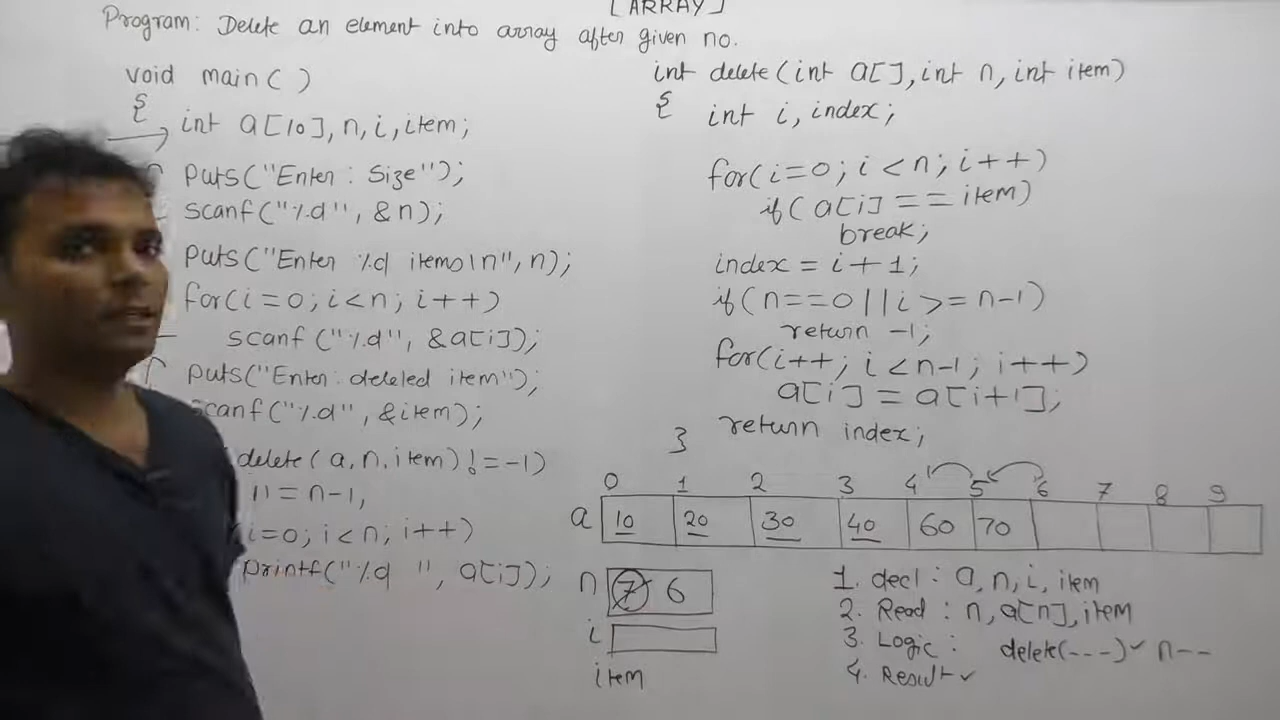 [ARRAY]
Program: Delete an element into array after given no.
void main( )
{
int a[10], n, i, item;
puts("Enter: Size");
scanf("%d", &n);
puts("Enter %d items\n", n);
for(i=0; i<n; i++)
scanf("%d", &a[i]);
puts("Enter: deleled item");
scanf("%d", &item);
delete(a, n, item) != -1)
n = n-1,
i=0; i<n; i++)
printf("%d ", a[i]);
int delete(int a[], int n, int item)
{ int i, index;
for(i=0; i<n; i++)
if(a[i] == item)
break;
index = i+1;
if(n==0 || i >= n-1)
return -1;
for(i++; i<n-1; i++)
a[i] = a[i+1];
return index;
}
0 1 2 3 4 5 6 7 8 9
a 10 20 30 40 60 70
n 7 6
i
item
1. decl : a, n, i, item
2. Read : n, a[n], item
3. Logic : delete(---)✓ n--
4. Result ✓